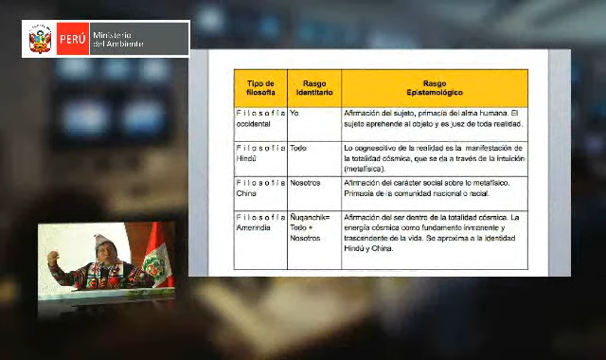 PERÚ
Ministerio
del Ambiente
Tipo de
filosofía
Rasgo
Identitario
Rasgo
Epistemológico
Filosofía
occidental
Yo
Afirmación del sujeto, primacía del alma humana. El
sujeto aprehende al objeto y es juez de toda realidad.
Filosofía
Hindú
Todo
Lo cognoscitivo de la realidad es la manifestación de
la totalidad cósmica, que se da a través de la intuición
(metafísica).
Filosofía
China
Nosotros
Afirmación del carácter social sobre lo metafísico.
Primacía de la comunidad nacional o racial.
Filosofía
Amerindia
Ñuqanchik=
Todo +
Nosotros
Afirmación del ser dentro de la totalidad cósmica. La
energía cósmica como fundamento inmanente y
trascendente de la vida. Se aproxima a la identidad
Hindú y China.